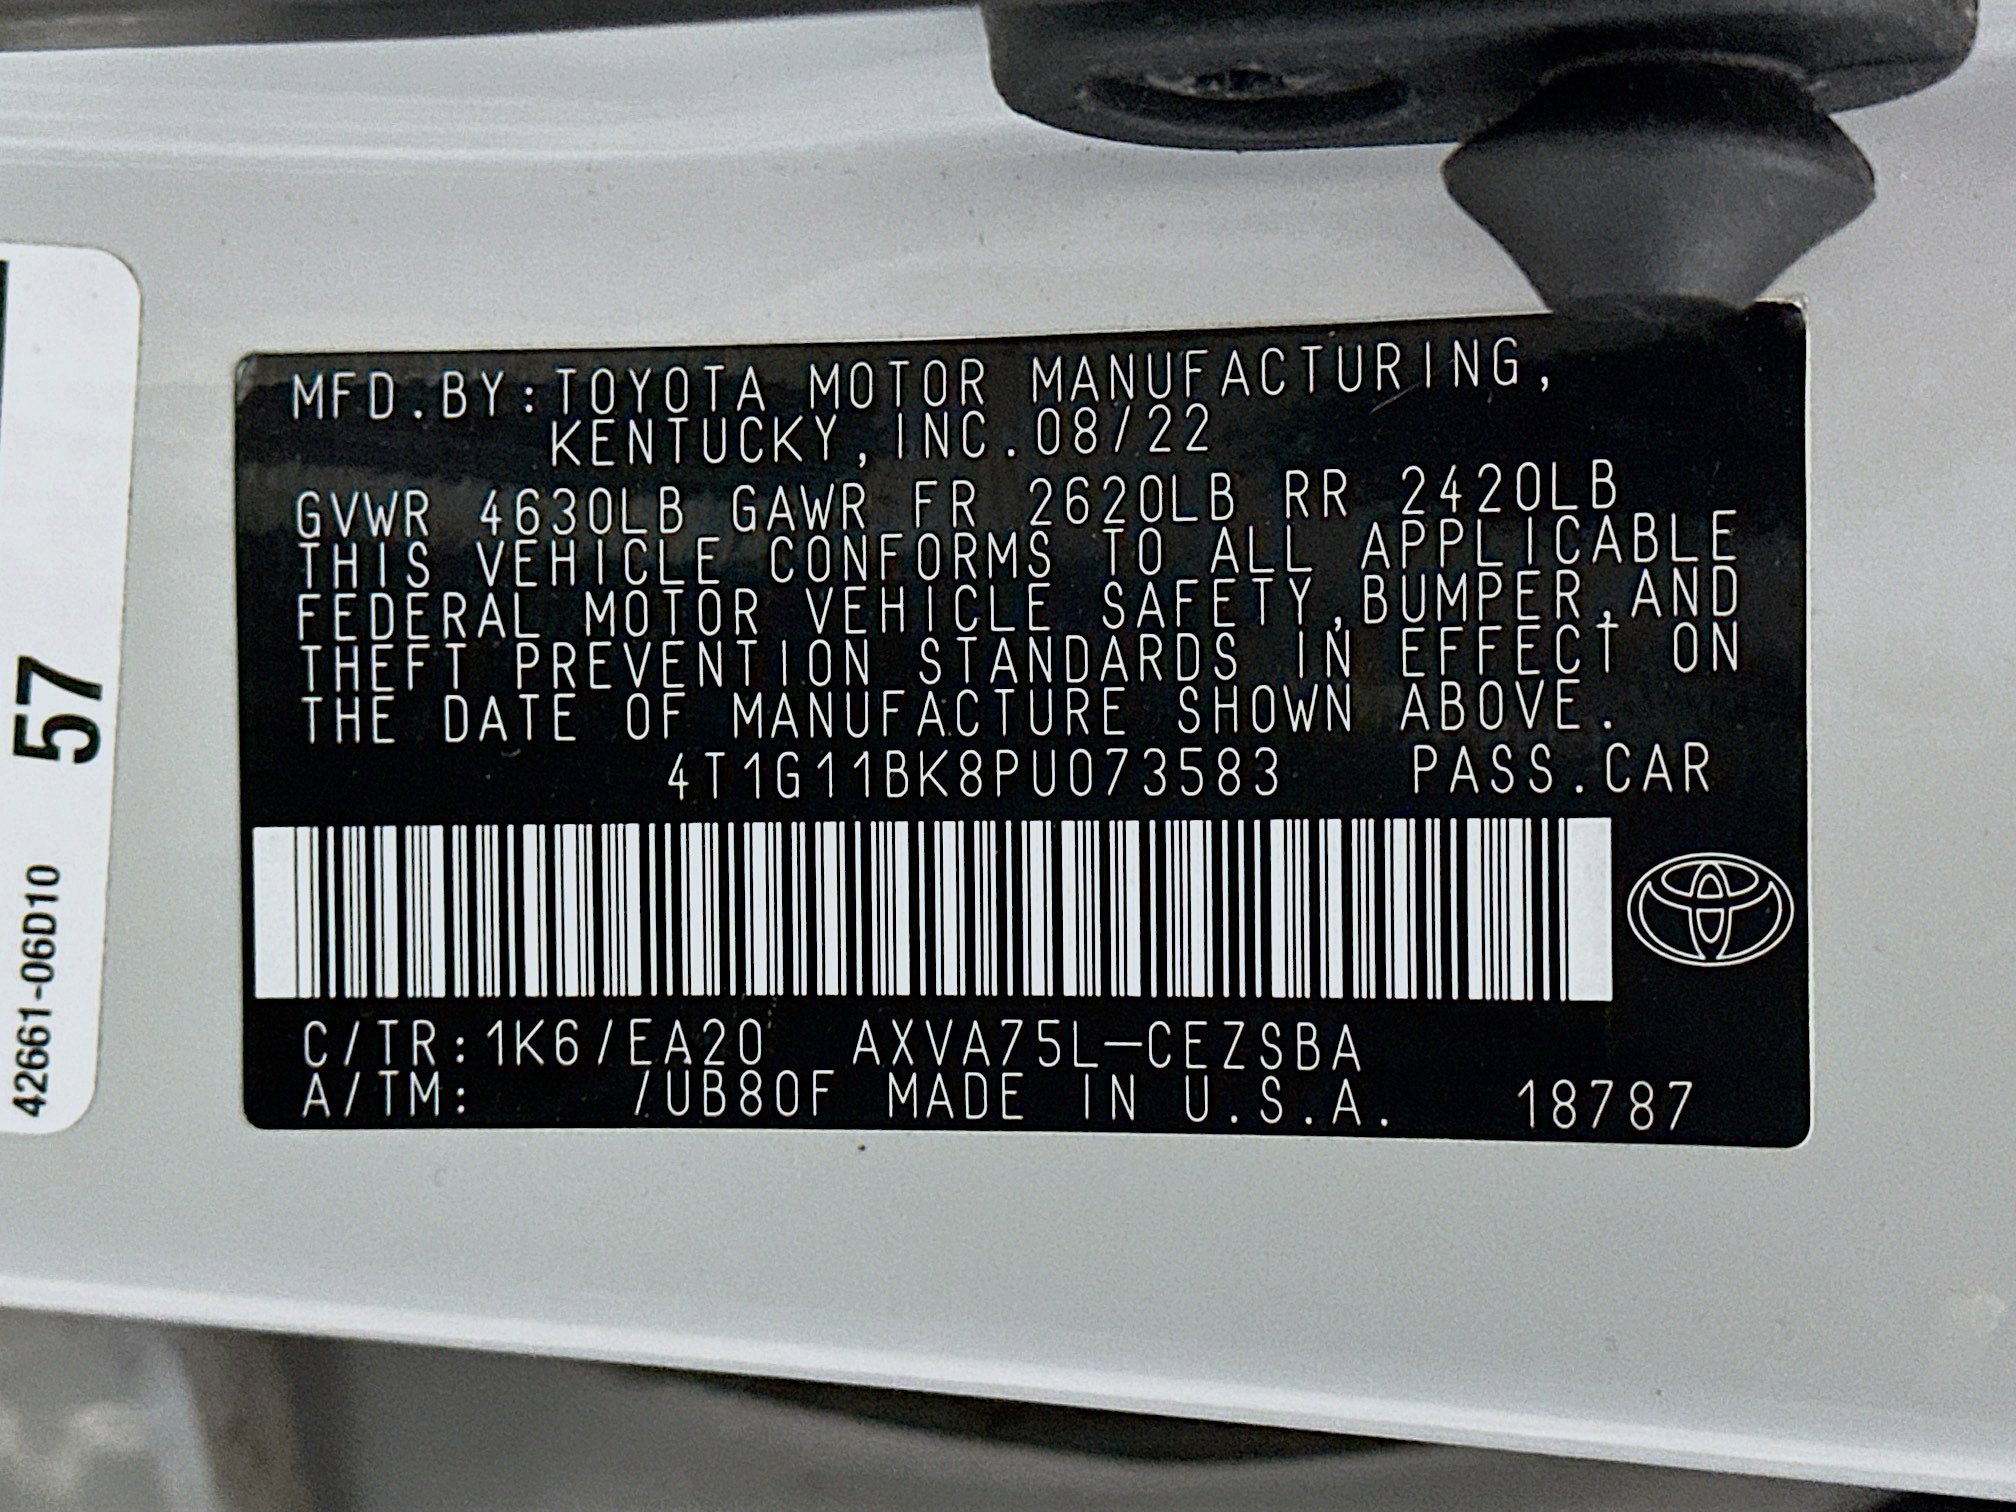 MFD.BY:TOYOTA MOTOR MANUFACTURING,
KENTUCKY,INC.08/22
GVWR 4630LB GAWR FR 2620LB RR 2420LB
THIS VEHICLE CONFORMS TO ALL APPLICABLE
FEDERAL MOTOR VEHICLE SAFETY,BUMPER,AND
THEFT PREVENTION STANDARDS IN EFFECT ON
THE DATE OF MANUFACTURE SHOWN ABOVE.
4T1G11BK8PU073583 PASS.CAR
C/TR:1K6/EA20 AXVA75L-CEZSBA
A/TM: /UB80F MADE IN U.S.A. 18787
42661-06D10 57